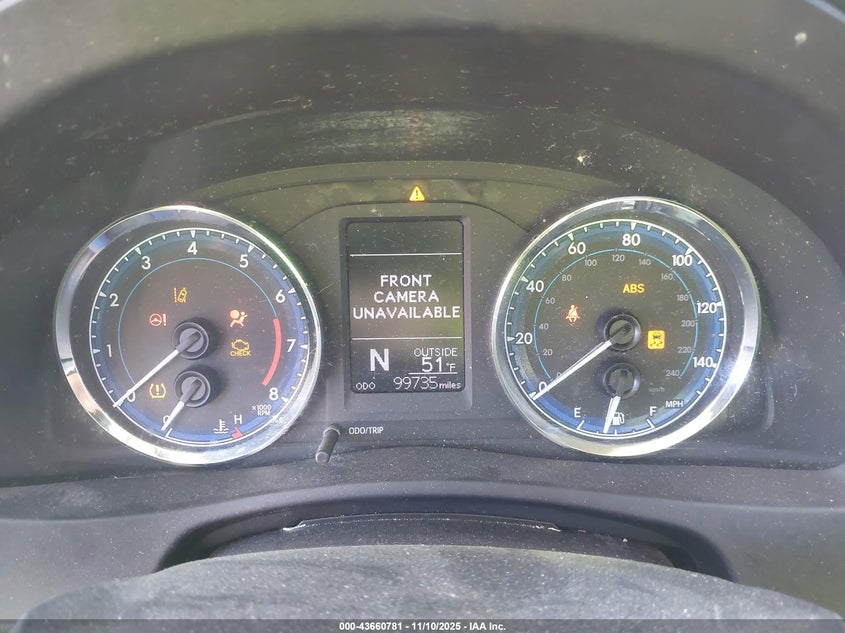 0 1 2 3 4 5 6 7 8
x1000
RPM
CHECK
H
FRONT
CAMERA
UNAVAILABLE
N
OUTSIDE
51°F
ODO 99735 miles
ODO/TRIP
0 20 40 60 80 100 120 140
20 40 60 80 100 120 140 160 180 200 220 240
km/h
MPH
ABS
E F
000-43660781 - 11/10/2025 - IAA Inc.